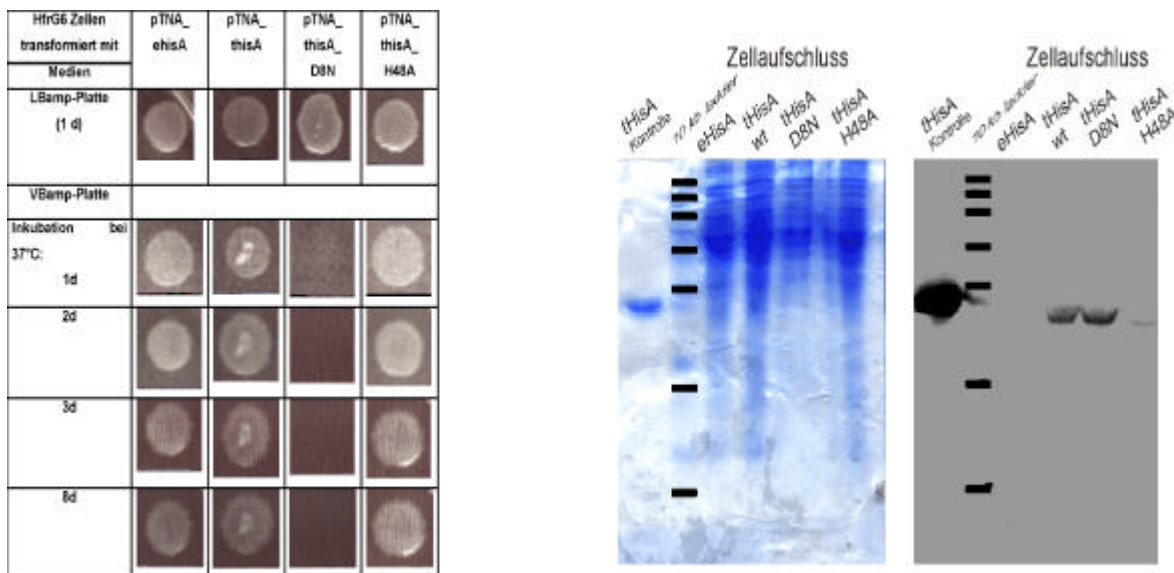 HfrG6 Zellen
transformiert mit
Medien
pTNA_
ehisA
pTNA_
thisA
pTNA_
thisA_
D8N
pTNA_
thisA_
H48A
LBamp-Platte
(1 d)
VBamp-Platte
Inkubation bei
37°C:
1d
2d
3d
8d
Zellaufschluss
tHisA
Kontrolle
eHisA
tHisA
wt
tHisA
D8N
tHisA
H48A
Zellaufschluss
tHisA
Kontrolle
eHisA
tHisA
wt
tHisA
D8N
tHisA
H48A